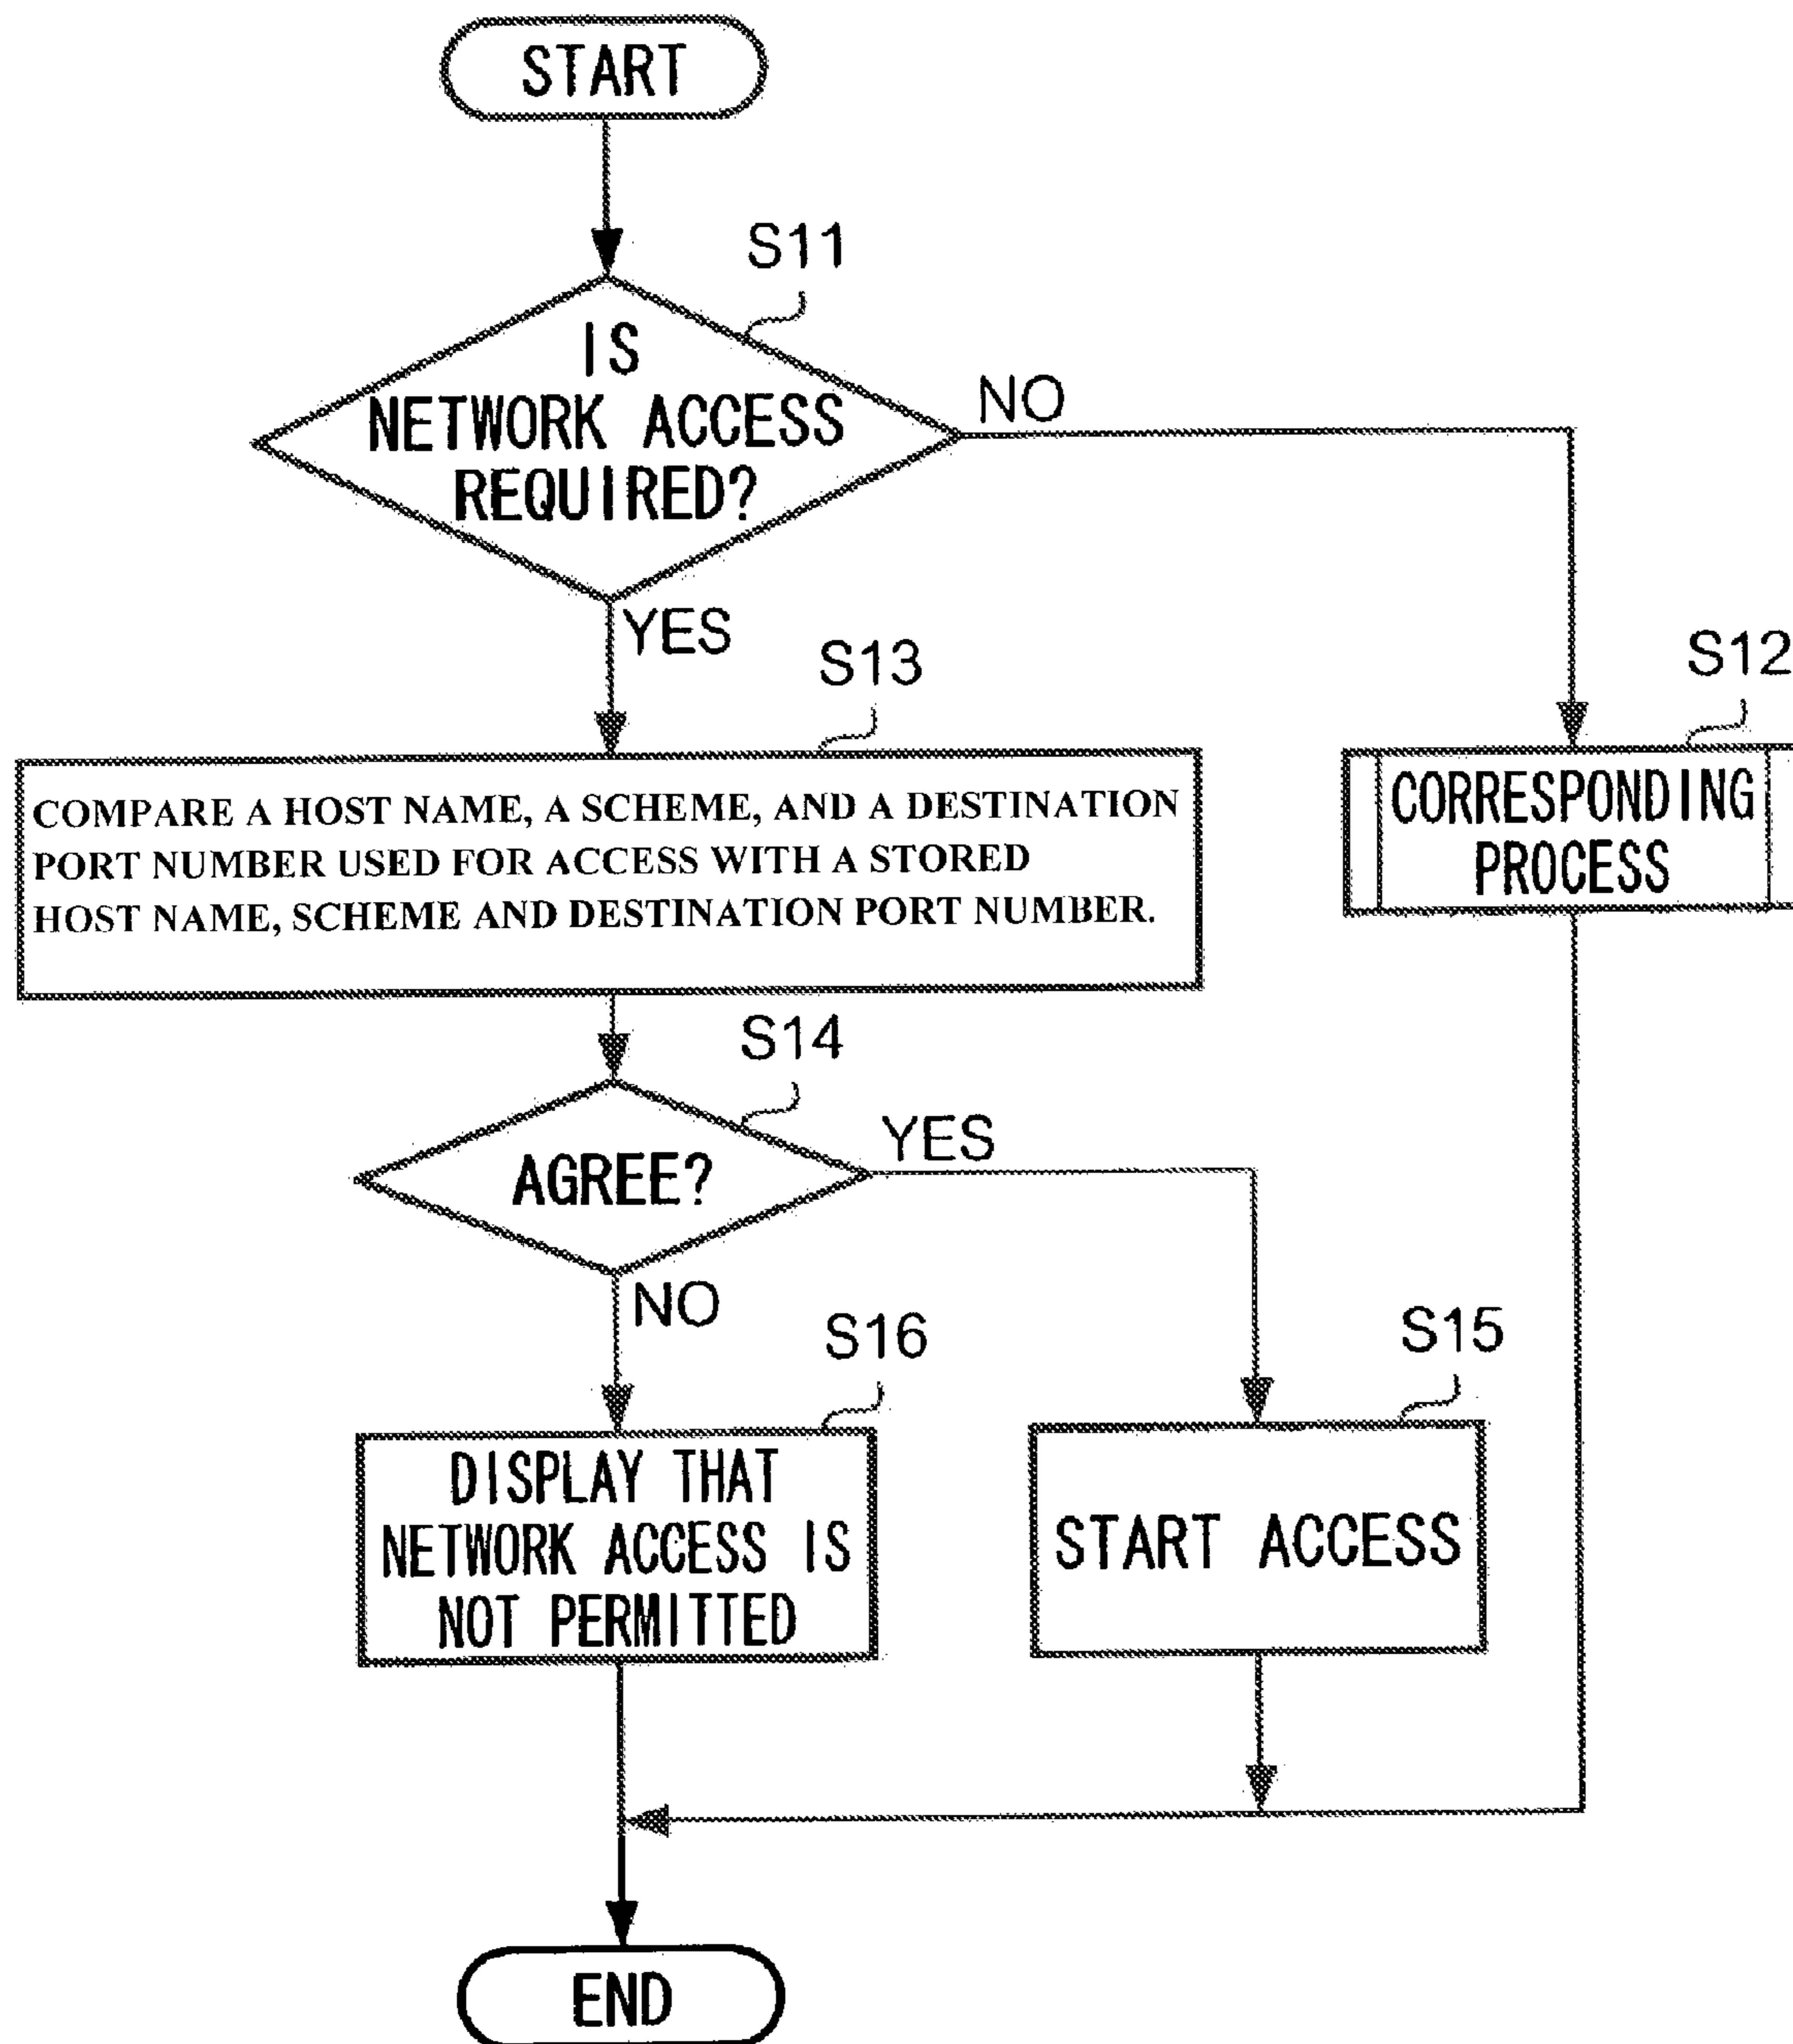 START
S11
IS
NETWORK ACCESS
REQUIRED?
NO
YES
S13
S12
COMPARE A HOST NAME, A SCHEME, AND A DESTINATION
PORT NUMBER USED FOR ACCESS WITH A STORED
HOST NAME, SCHEME AND DESTINATION PORT NUMBER.
CORRESPONDING
PROCESS
S14
AGREE?
YES
NO
S16
S15
DISPLAY THAT
NETWORK ACCESS IS
NOT PERMITTED
START ACCESS
END